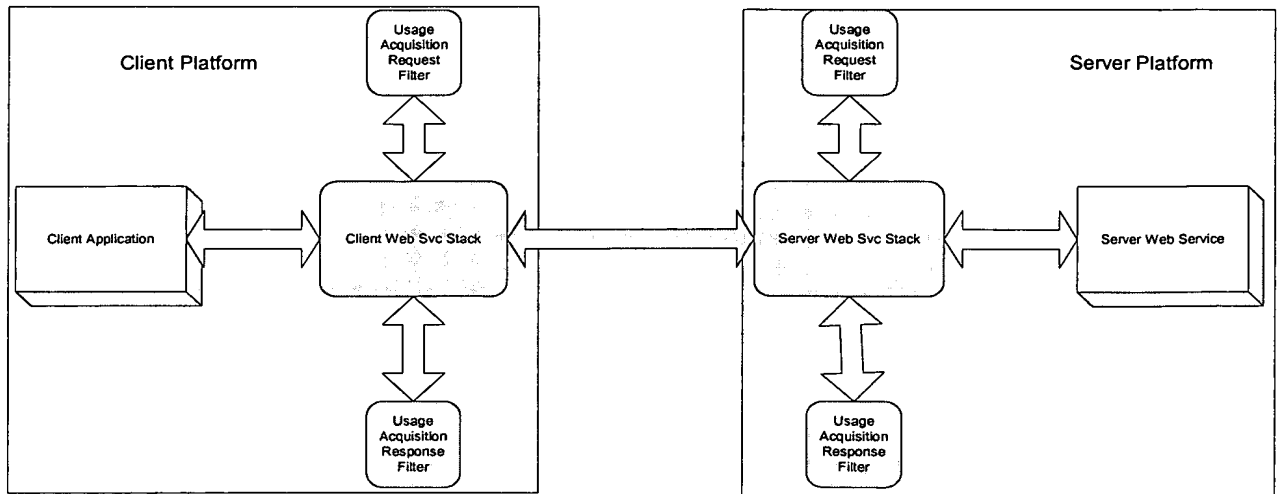 Client Platform
Usage
Acquisition
Request
Filter
Client Application
Client Web Svc Stack
Usage
Acquisition
Response
Filter
Usage
Acquisition
Request
Filter
Server Platform
Server Web Svc Stack
Server Web Service
Usage
Acquisition
Response
Filter